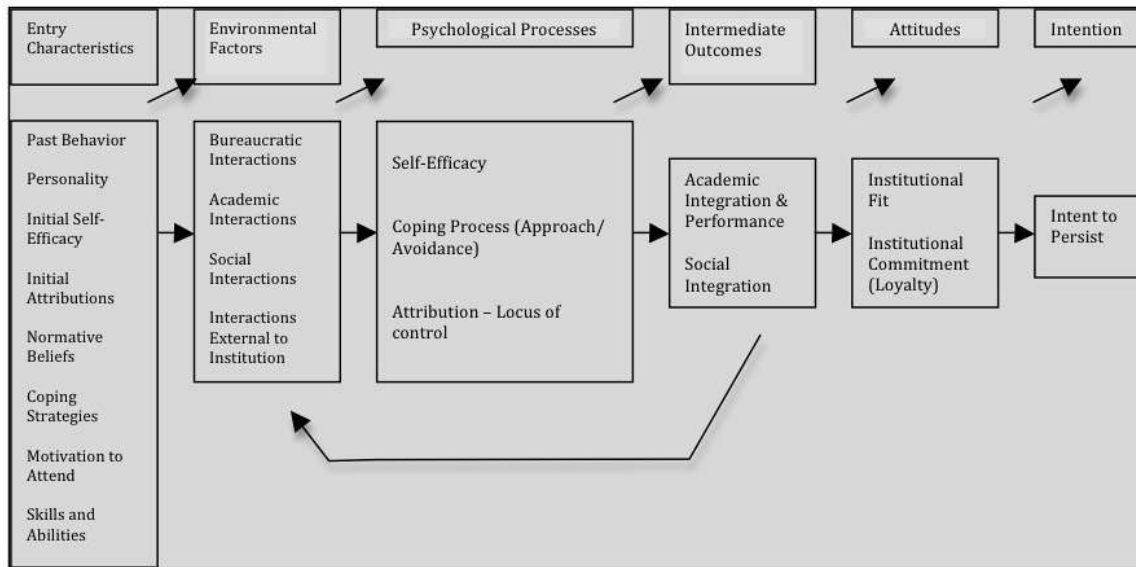 Entry
Characteristics
Environmental
Factors
Psychological Processes
Intermediate
Outcomes
Attitudes
Intention
Past Behavior
Personality
Initial Self-
Efficacy
Initial
Attributions
Normative
Beliefs
Coping
Strategies
Motivation to
Attend
Skills and
Abilities
Bureaucratic
Interactions
Academic
Interactions
Social
Interactions
Interactions
External to
Institution
Self-Efficacy
Coping Process (Approach/
Avoidance)
Attribution – Locus of
control
Academic
Integration &
Performance
Social
Integration
Institutional
Fit
Institutional
Commitment
(Loyalty)
Intent to
Persist